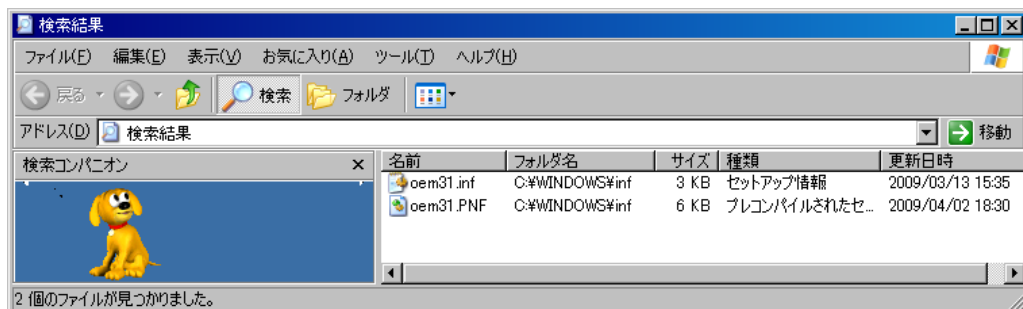 検索結果
ファイル(F) 編集(E) 表示(V) お気に入り(A) ツール(T) ヘルプ(H)
戻る 検索 フォルダ
アドレス(D) 検索結果 移動
検索コンパニオン
名前 フォルダ名 サイズ 種類 更新日時
oem31.inf C:¥WINDOWS¥inf 3 KB セットアップ情報 2009/03/13 15:35
oem31.PNF C:¥WINDOWS¥inf 6 KB プレコンパイルされたセ... 2009/04/02 18:30
2 個のファイルが見つかりました。